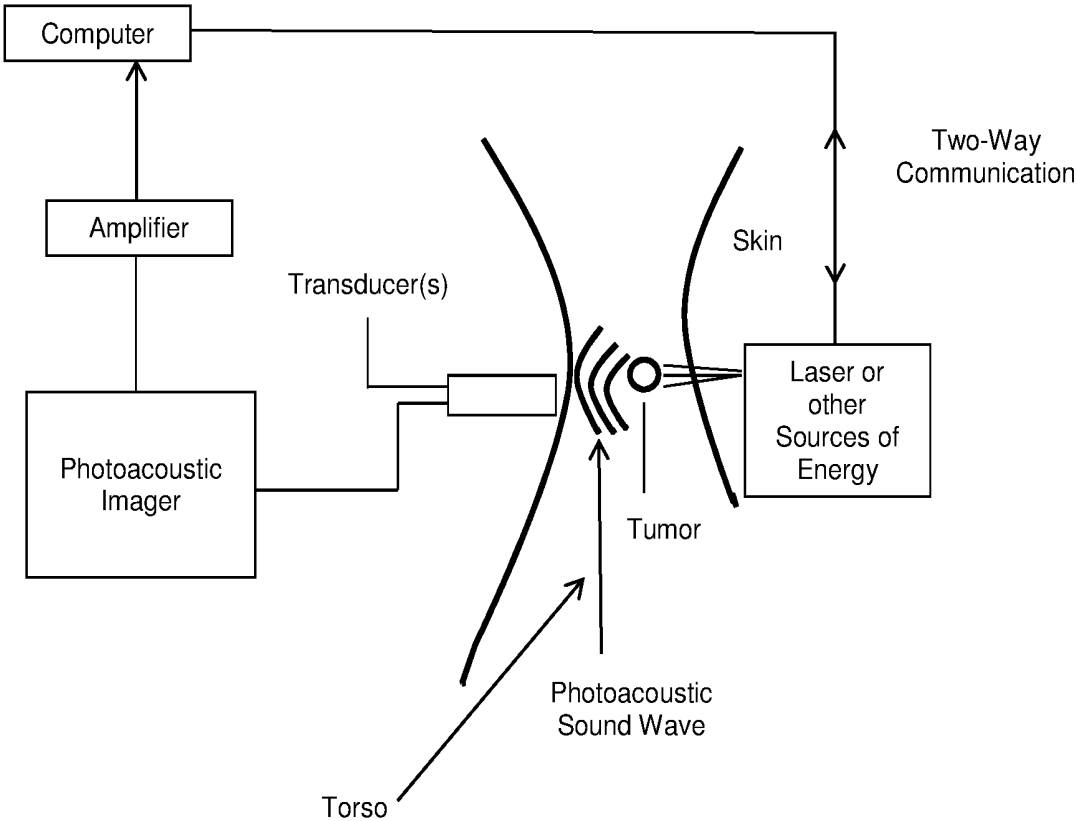 Computer
Two-Way
Communication
Amplifier
Skin
Transducer(s)
Laser or
other
Sources of
Energy
Photoacoustic
Imager
Tumor
Photoacoustic
Sound Wave
Torso